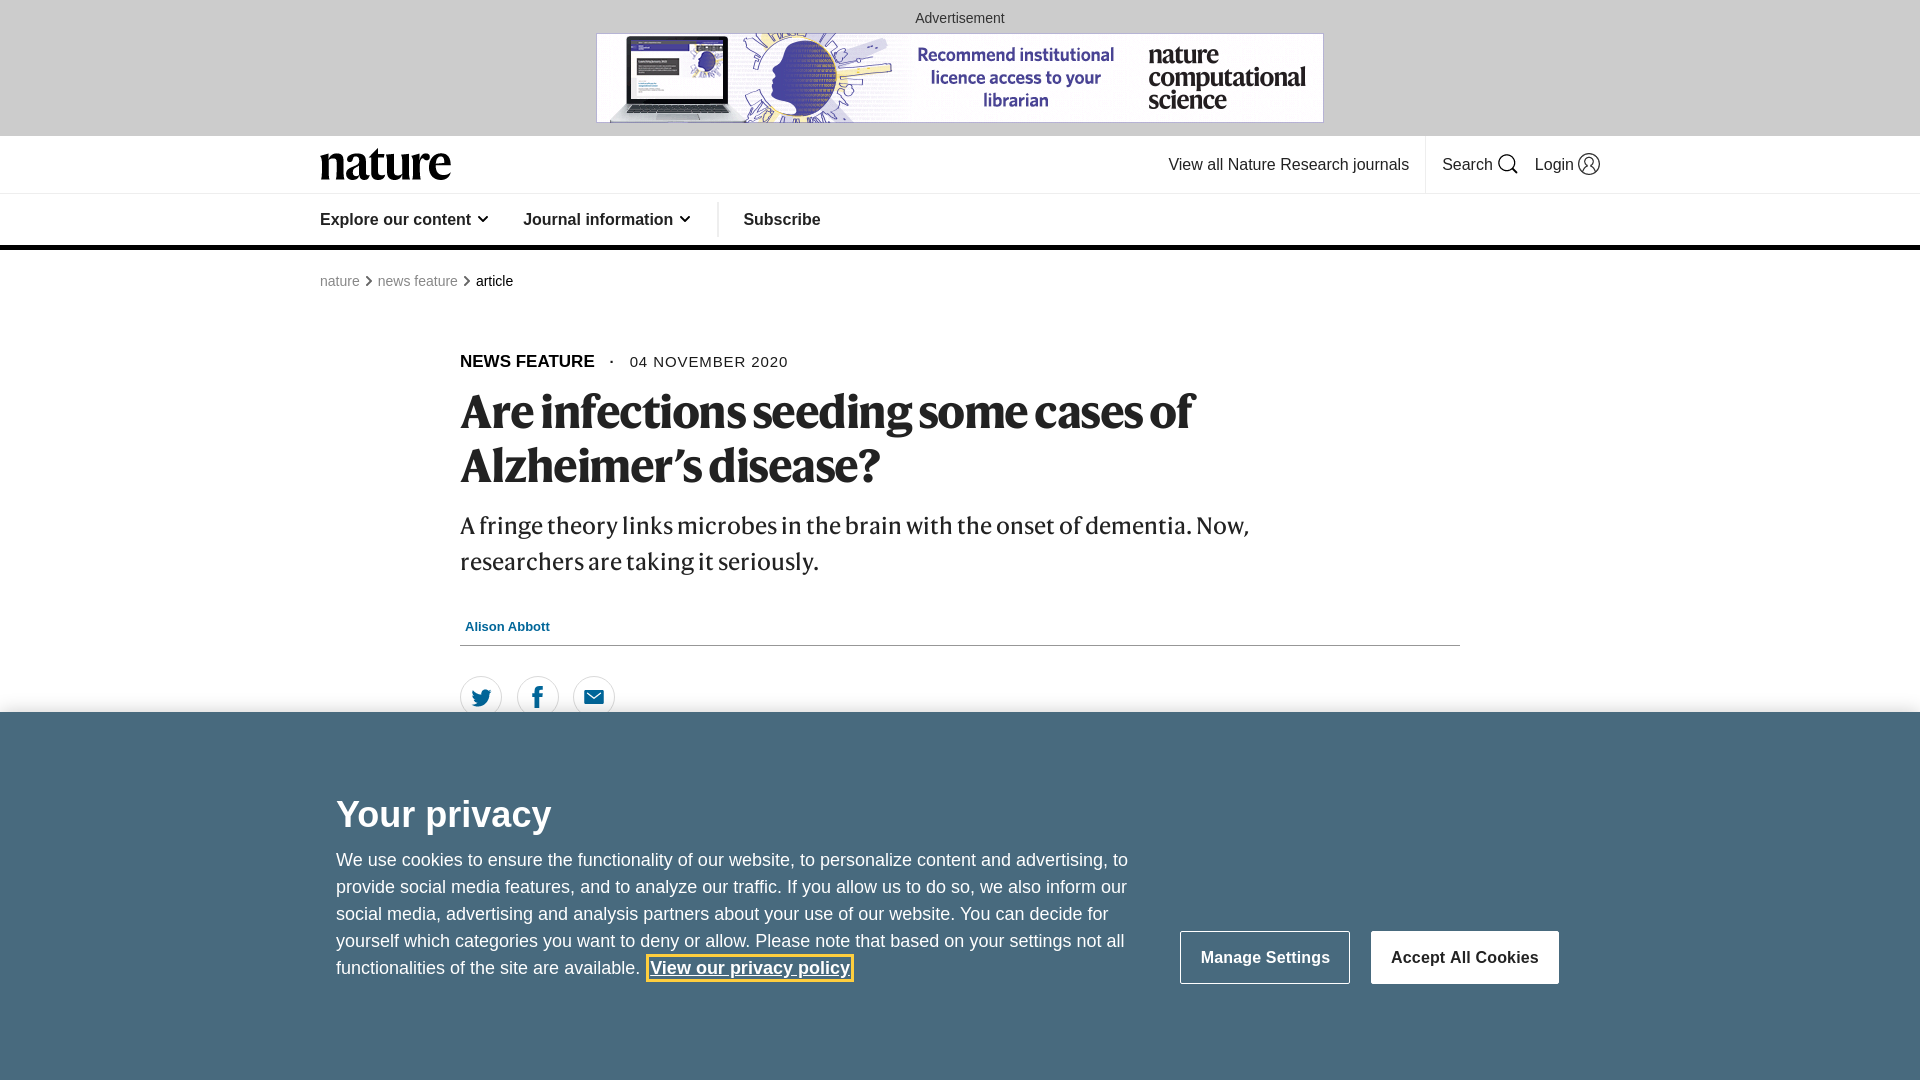 Advertisement
Recommend institutional
licence access to your
librarian
nature
computational
science
nature
View all Nature Research journals
Search
Login
Explore our content
Journal information
Subscribe
nature
news feature
article
NEWS FEATURE · 04 NOVEMBER 2020
Are infections seeding some cases of
Alzheimer’s disease?
A fringe theory links microbes in the brain with the onset of dementia. Now,
researchers are taking it seriously.
Alison Abbott
Your privacy
We use cookies to ensure the functionality of our website, to personalize content and advertising, to
provide social media features, and to analyze our traffic. If you allow us to do so, we also inform our
social media, advertising and analysis partners about your use of our website. You can decide for
yourself which categories you want to deny or allow. Please note that based on your settings not all
functionalities of the site are available. View our privacy policy
Manage Settings
Accept All Cookies